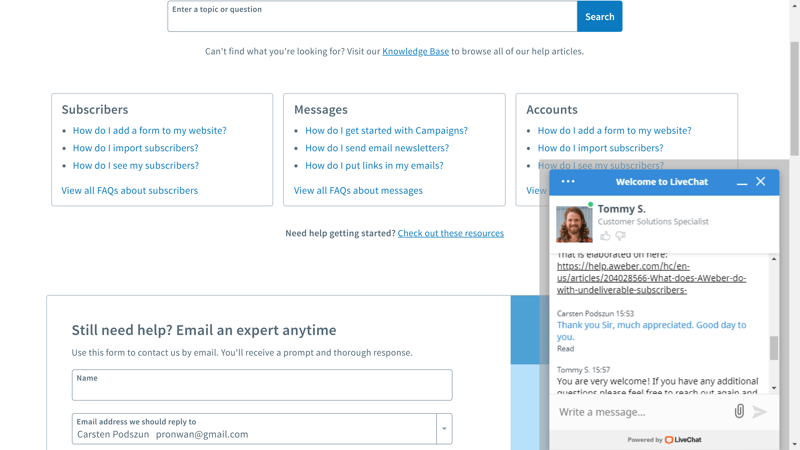 Enter a topic or question
Search
Can't find what you're looking for? Visit our Knowledge Base to browse all of our help articles.
Subscribers
How do I add a form to my website?
How do I import subscribers?
How do I see my subscribers?
View all FAQs about subscribers
Messages
How do I get started with Campaigns?
How do I send email newsletters?
How do I put links in my emails?
View all FAQs about messages
Accounts
How do I add a form to my website?
How do I import subscribers?
How do I see my subscribers?
View
Need help getting started? Check out these resources
Still need help? Email an expert anytime
Use this form to contact us by email. You'll receive a prompt and thorough response.
Name
Email address we should reply to
Carsten Podszun pronwan@gmail.com
Welcome to LiveChat
Tommy S.
Customer Solutions Specialist
That is elaborated on here:
https://help.aweber.com/hc/en-
us/articles/204028566-What-does-AWeber-do-
with-undeliverable-subscribers-
Carsten Podszun 15:53
Thank you Sir, much appreciated. Good day to
you.
Read
Tommy S. 15:57
You are very welcome! If you have any additional
questions please feel free to reach out again and
Write a message...
Powered by LiveChat